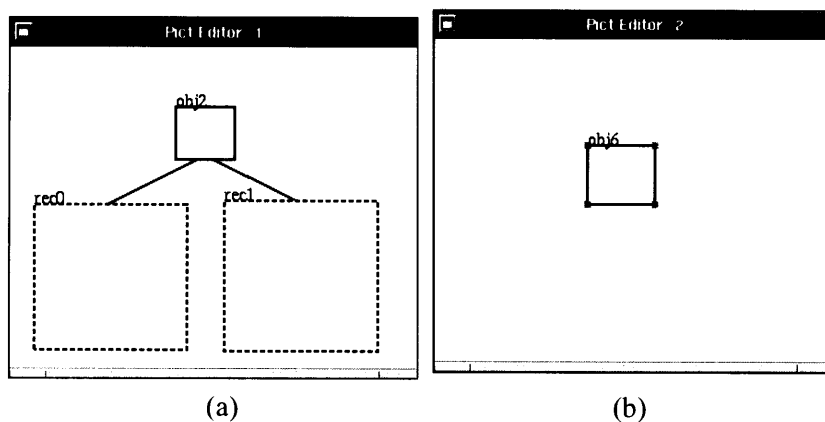 Pict Editor 1
obj2
rec0
rec1
(a)
Pict Editor 2
obj6
(b)